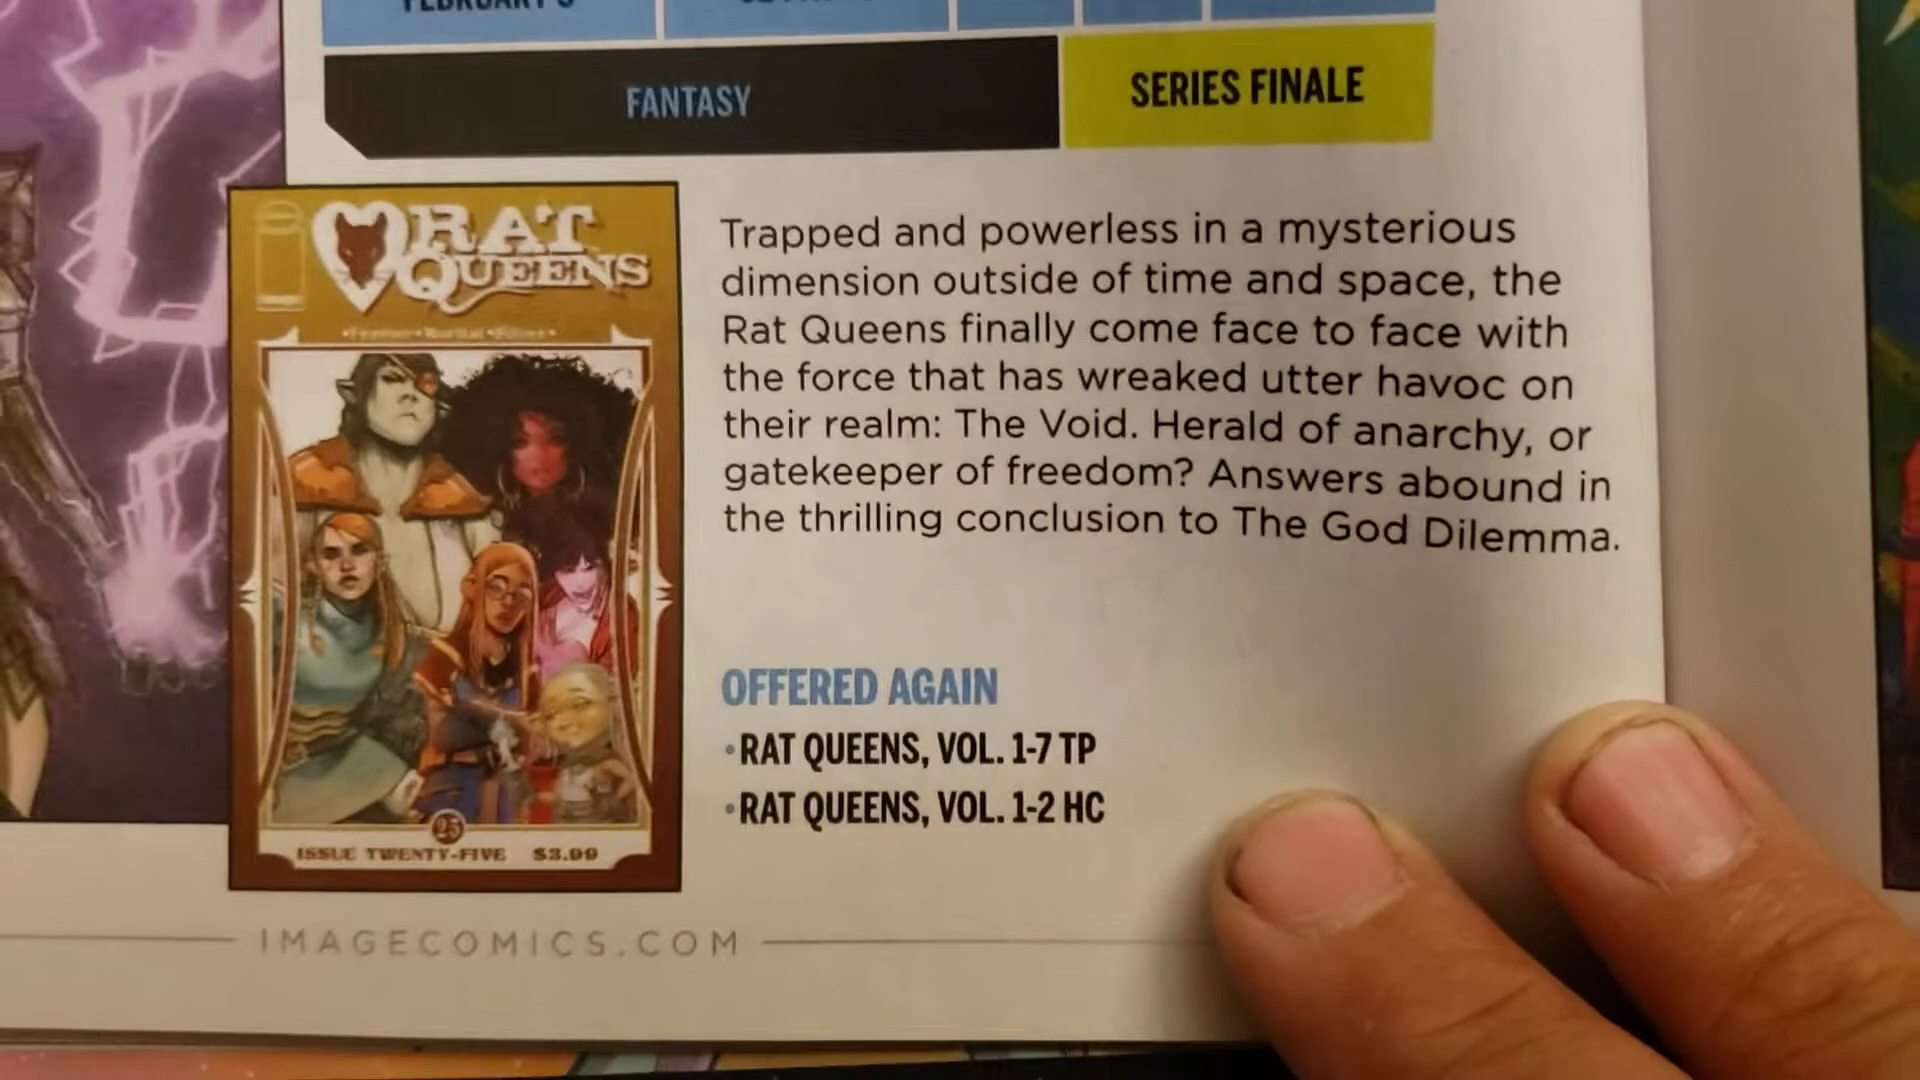 FEBRUARY
FANTASY
SERIES FINALE
RAT
QUEENS
Trapped and powerless in a mysterious
dimension outside of time and space, the
Rat Queens finally come face to face with
the force that has wreaked utter havoc on
their realm: The Void. Herald of anarchy, or
gatekeeper of freedom? Answers abound in
the thrilling conclusion to The God Dilemma.
25
ISSUE TWENTY-FIVE $3.99
OFFERED AGAIN
•RAT QUEENS, VOL. 1-7 TP
•RAT QUEENS, VOL. 1-2 HC
IMAGECOMICS.COM